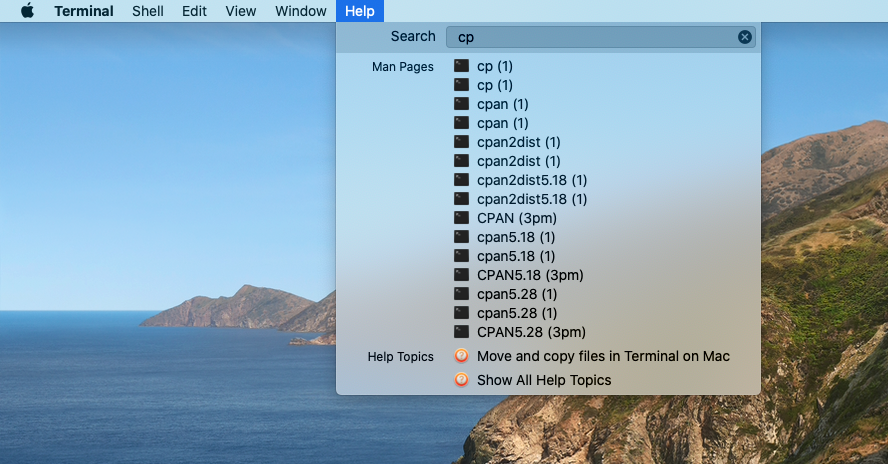 Terminal Shell Edit View Window Help
Search cp
Man Pages cp (1)
cp (1)
cpan (1)
cpan (1)
cpan2dist (1)
cpan2dist (1)
cpan2dist5.18 (1)
cpan2dist5.18 (1)
CPAN (3pm)
cpan5.18 (1)
cpan5.18 (1)
CPAN5.18 (3pm)
cpan5.28 (1)
cpan5.28 (1)
CPAN5.28 (3pm)
Help Topics Move and copy files in Terminal on Mac
Show All Help Topics